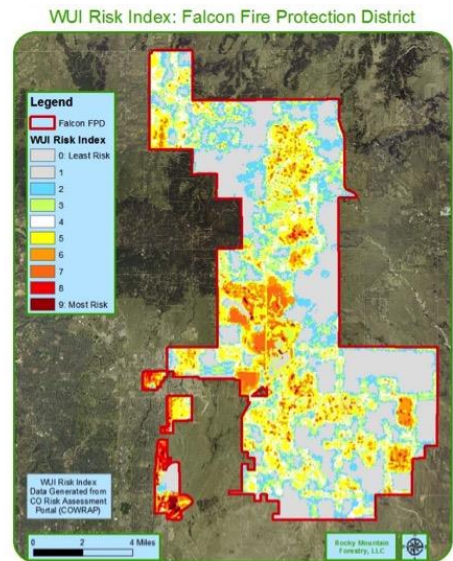 WUI Risk Index: Falcon Fire Protection District
Legend
Falcon FPD
WUI Risk Index
0: Least Risk
1
2
3
4
5
6
7
8
9: Most Risk
WUI Risk Index
Data Generated from
CO Risk Assessment
Portal (COWRAP)
0 2 4 Miles
Rocky Mountain
Forestry, LLC